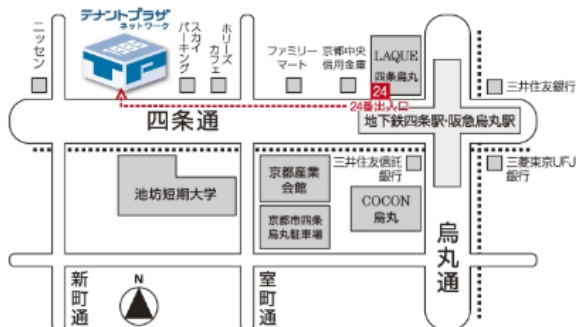 テナントプラザ
ネットワーク
1985
ニッセン
スカイ
パーキング
ホリーズ
カフェ
ファミリー
マート
京都中央
信用金庫
LAQUE
四条烏丸
24
24番出入口
三井住友銀行
四条通
地下鉄四条駅・阪急烏丸駅
池坊短期大学
京都産業
会館
三井住友信託
銀行
三菱東京UFJ
銀行
京都市四条
烏丸駐車場
COCON
烏丸
烏丸通
新町通
N
室町通